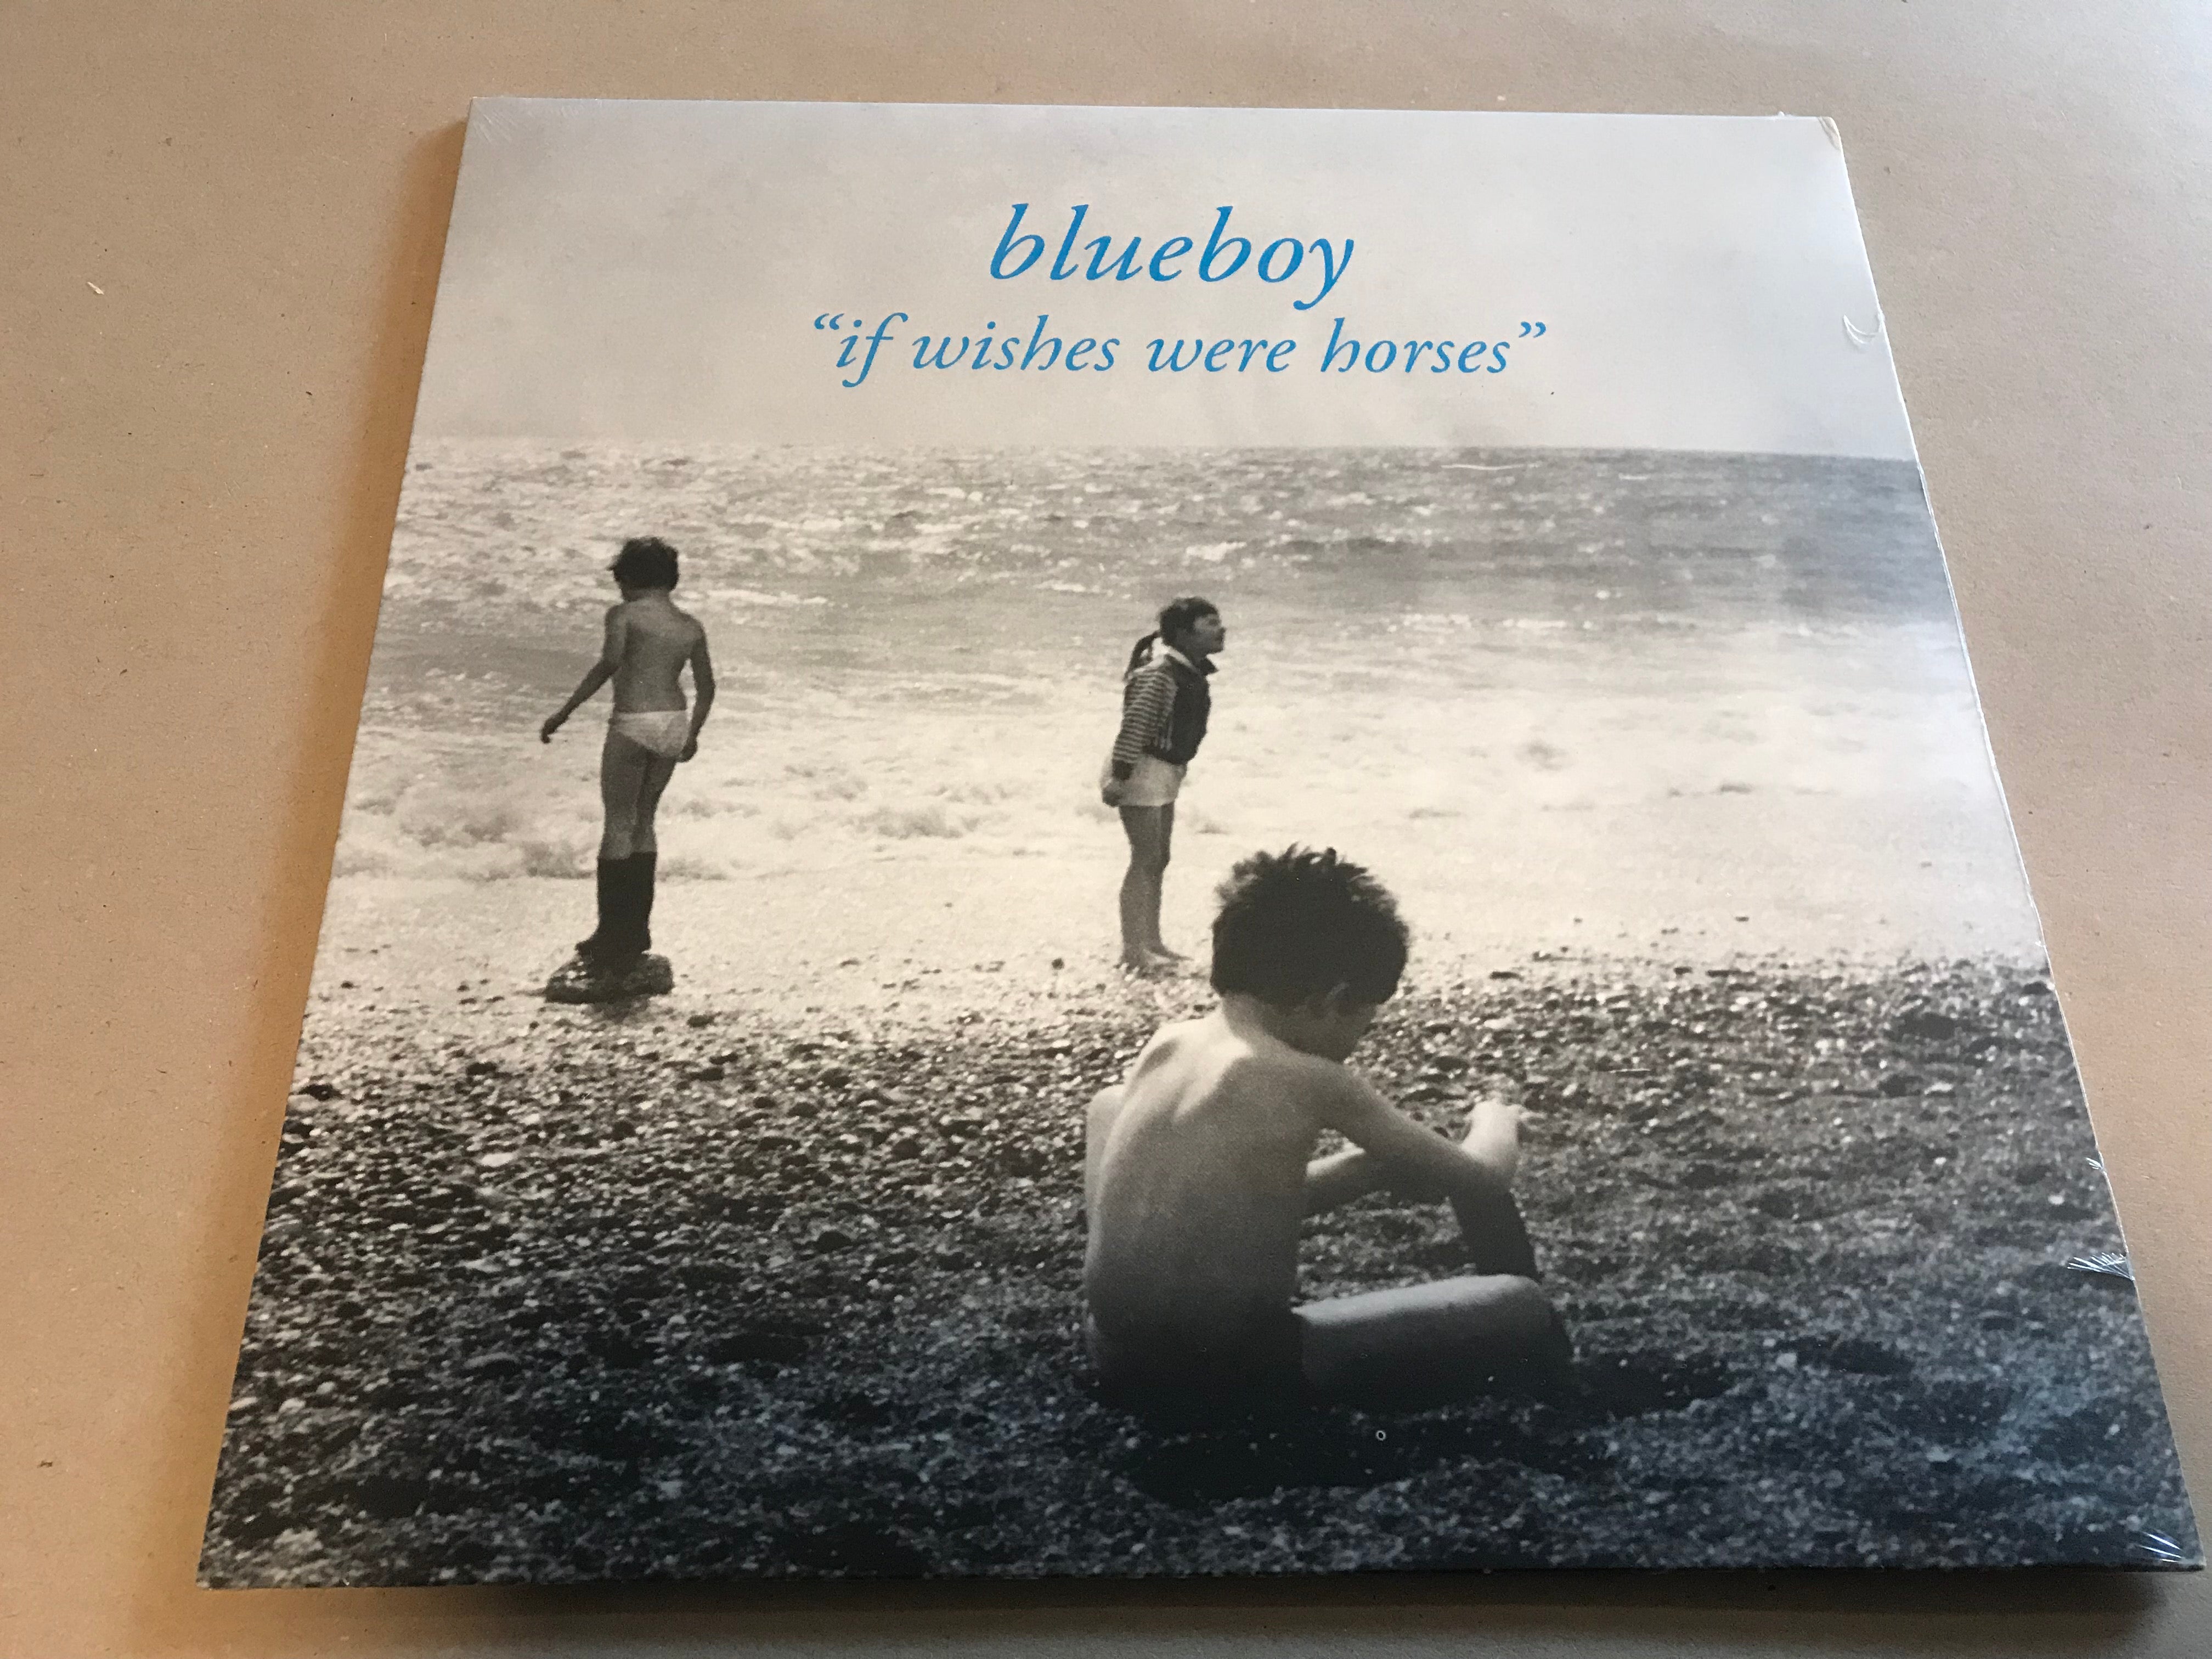 blueboy
“if wishes were horses”